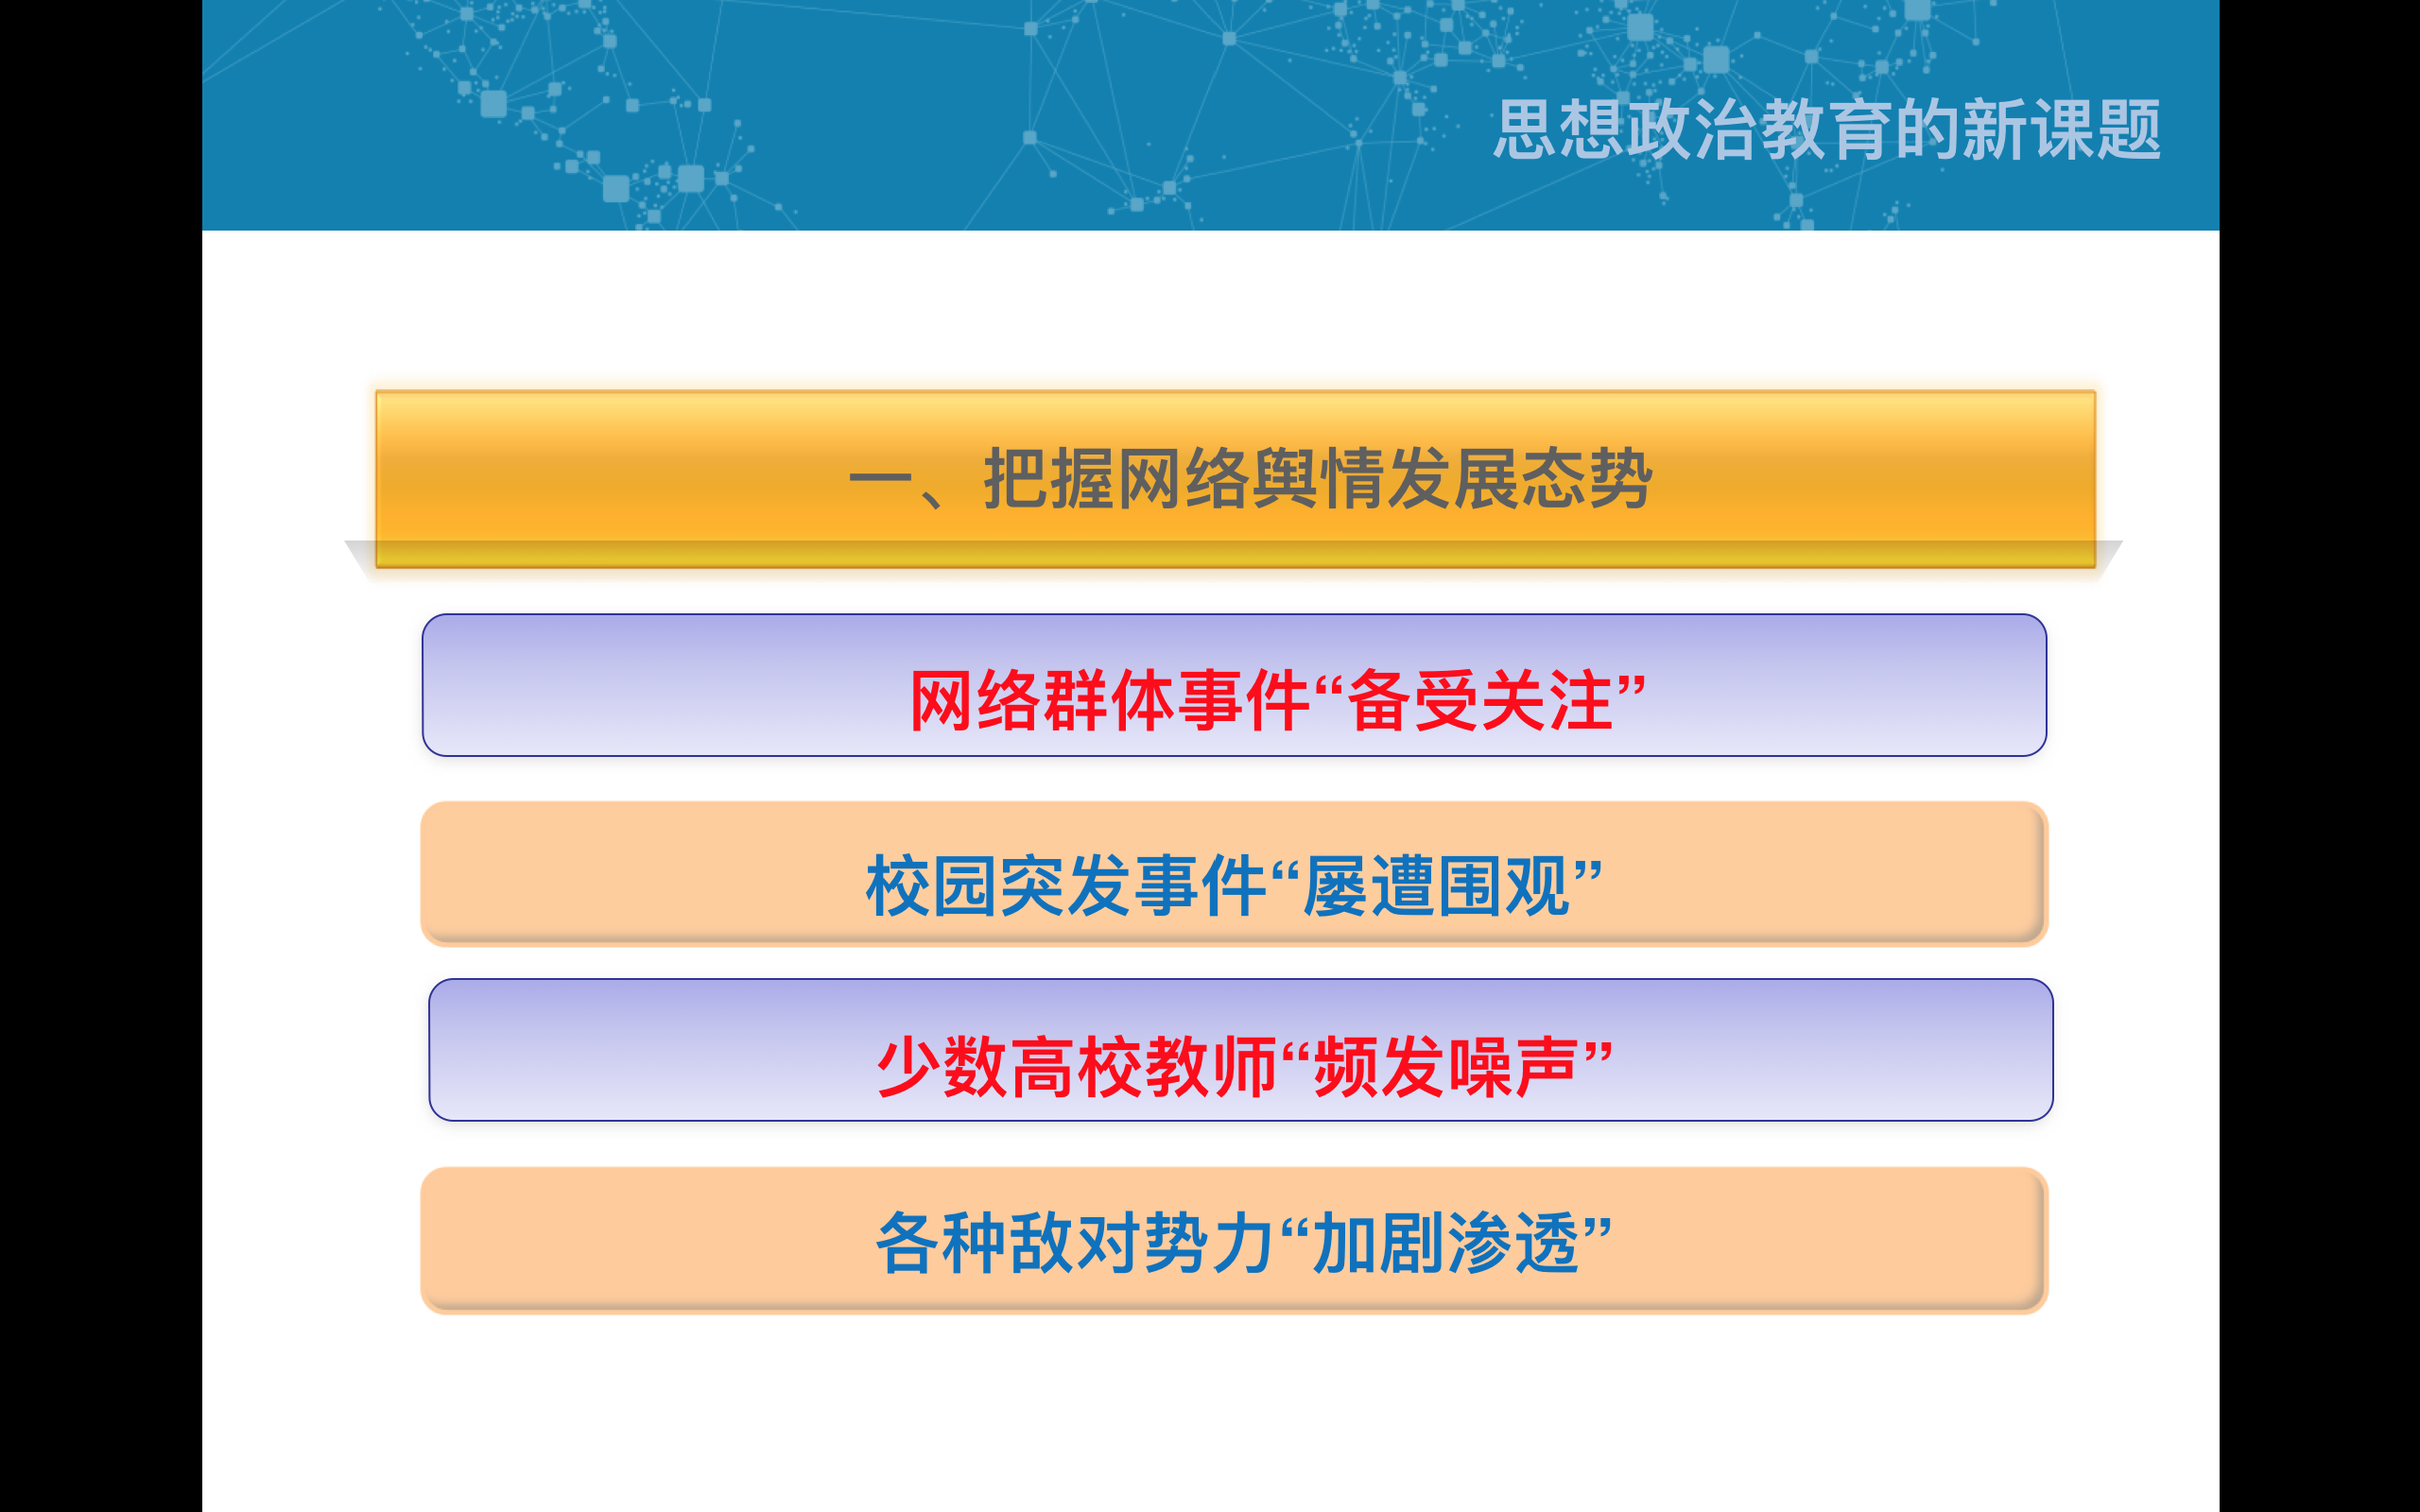 思想政治教育的新课题
一、把握网络舆情发展态势
网络群体事件“备受关注”
校园突发事件“屡遭围观”
少数高校教师“频发噪声”
各种敌对势力“加剧渗透”